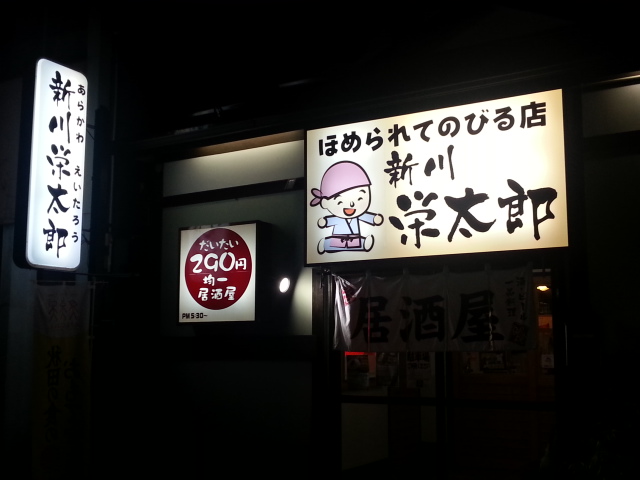 新川栄太郎
あらかわ えいたろう
だいたい
290円
均一
居酒屋
PM.5:30～
ほめられてのびる店
新川
栄太郎
居酒屋